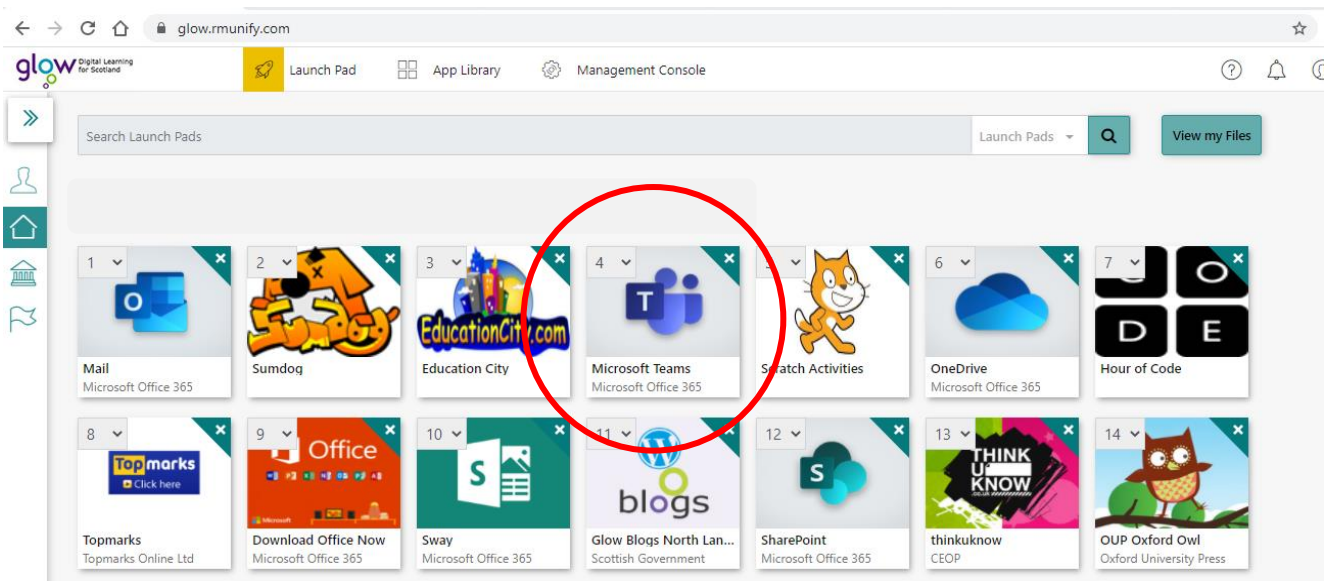 glow.rmunify.com
glow Digital Learning
for Scotland
Launch Pad
App Library
Management Console
Search Launch Pads
Launch Pads
View my Files
1
2
3
4
6
7
O
SumDog
EducationCity.com
T
C O
D E
Mail
Sumdog
Education City
Microsoft Teams
Scratch Activities
OneDrive
Hour of Code
Microsoft Office 365
Microsoft Office 365
Microsoft Office 365
8
9
10
11
12
13
14
Topmarks
Click here
Office
Microsoft
S
blogs
S
THINK
U
KNOW
Topmarks
Download Office Now
Sway
Glow Blogs North Lan...
SharePoint
thinkuknow
OUP Oxford Owl
Topmarks Online Ltd
Microsoft Office 365
Microsoft Office 365
Scottish Government
Microsoft Office 365
CEOP
Oxford University Press